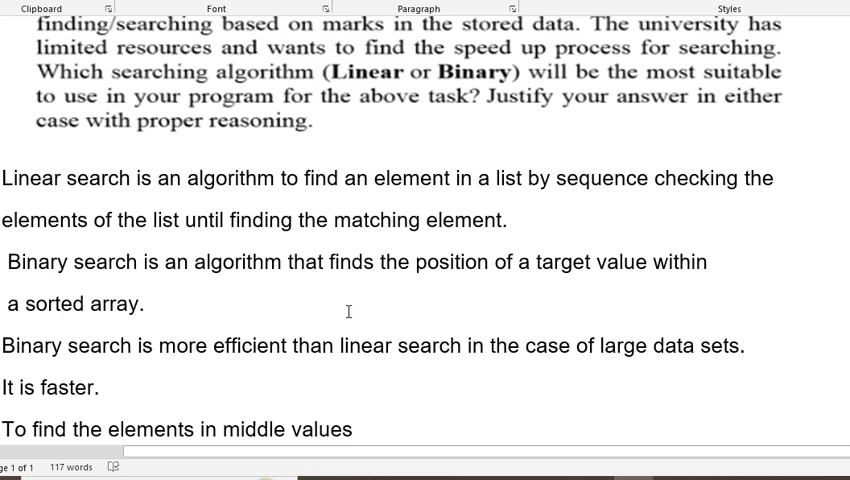 Clipboard Font Paragraph Styles
finding/searching based on marks in the stored data. The university has
limited resources and wants to find the speed up process for searching.
Which searching algorithm (Linear or Binary) will be the most suitable
to use in your program for the above task? Justify your answer in either
case with proper reasoning.
Linear search is an algorithm to find an element in a list by sequence checking the
elements of the list until finding the matching element.
Binary search is an algorithm that finds the position of a target value within
a sorted array.
Binary search is more efficient than linear search in the case of large data sets.
It is faster.
To find the elements in middle values
ge 1 of 1 117 words